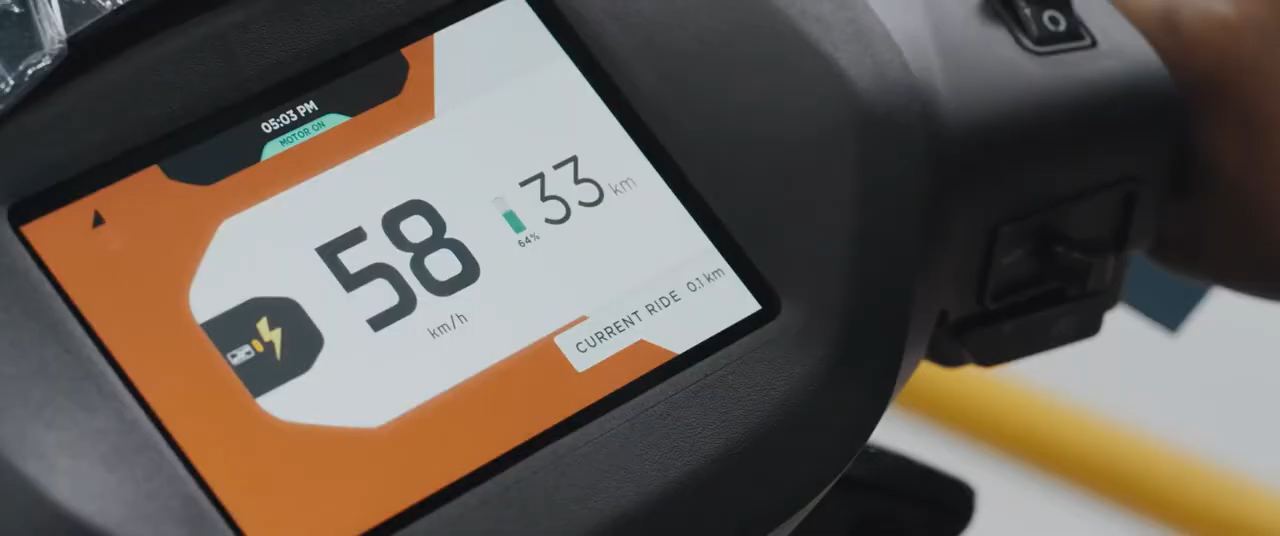 05:03 PM
MOTOR ON
58
km/h
33 km
64%
CURRENT RIDE 0.1 km